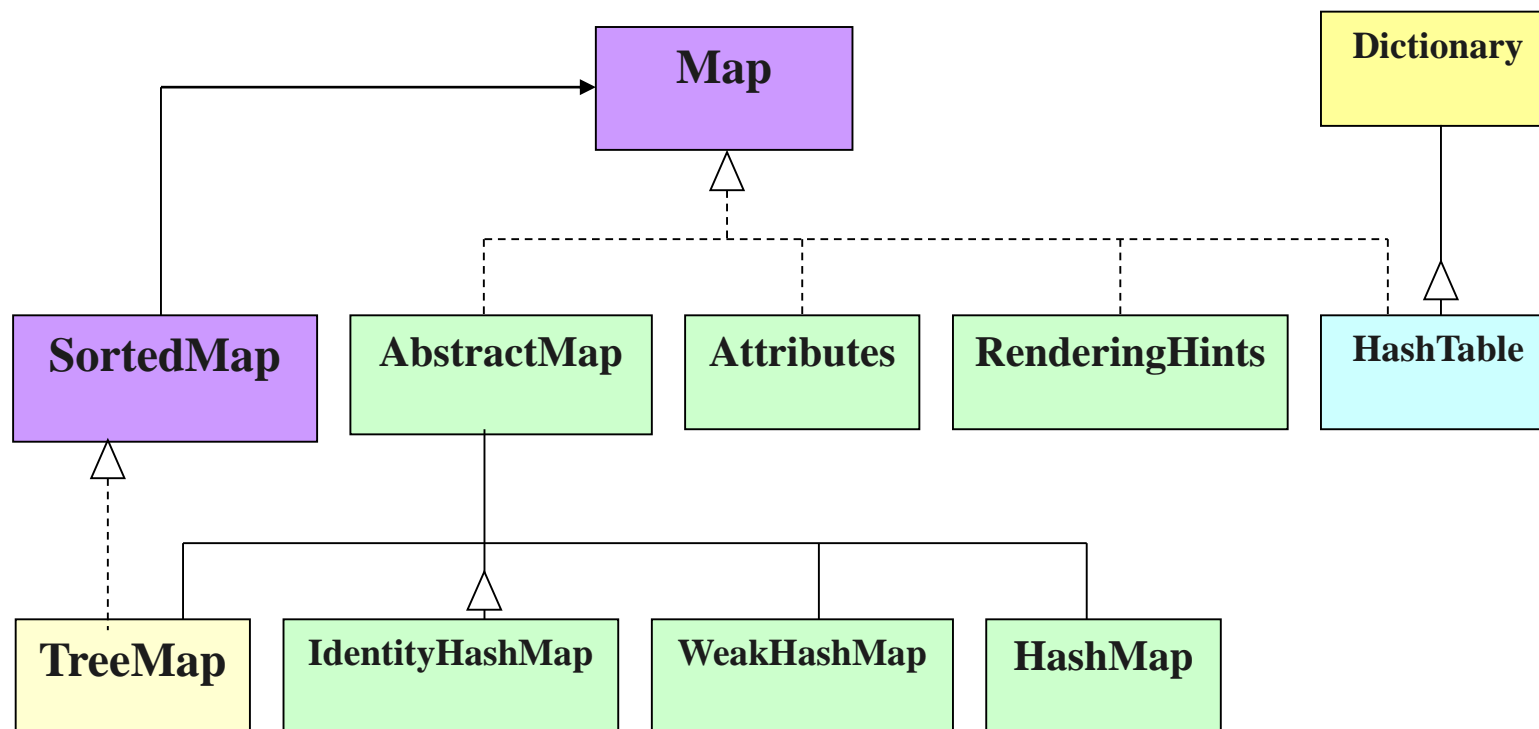 Map
Dictionary
SortedMap
AbstractMap
Attributes
RenderingHints
HashTable
TreeMap
IdentityHashMap
WeakHashMap
HashMap